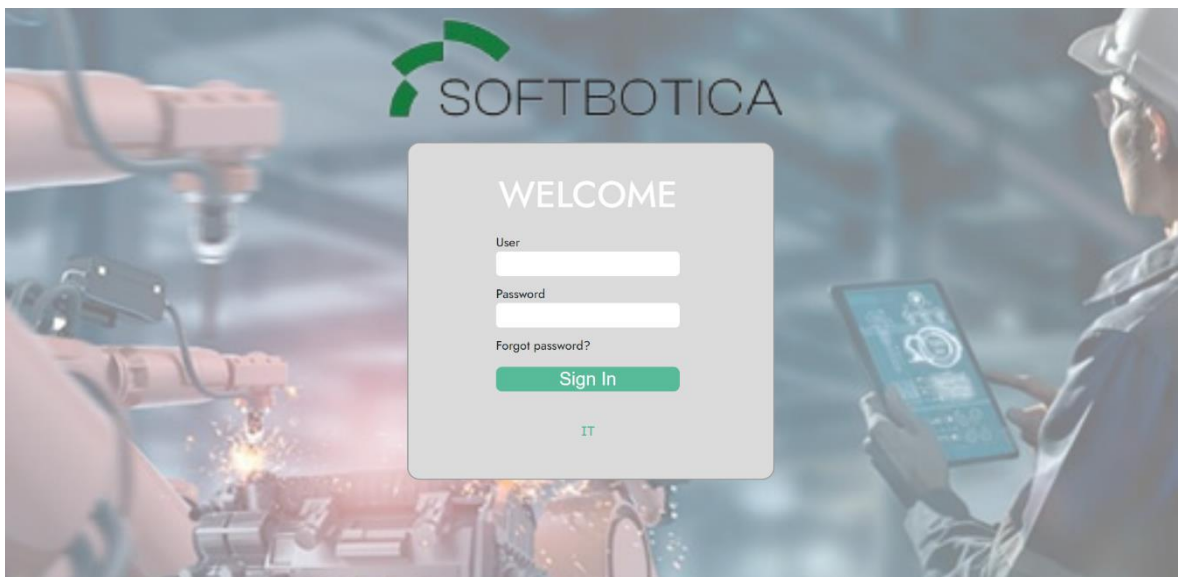 SOFTBOTICA
WELCOME
User
Password
Forgot password?
Sign In
IT